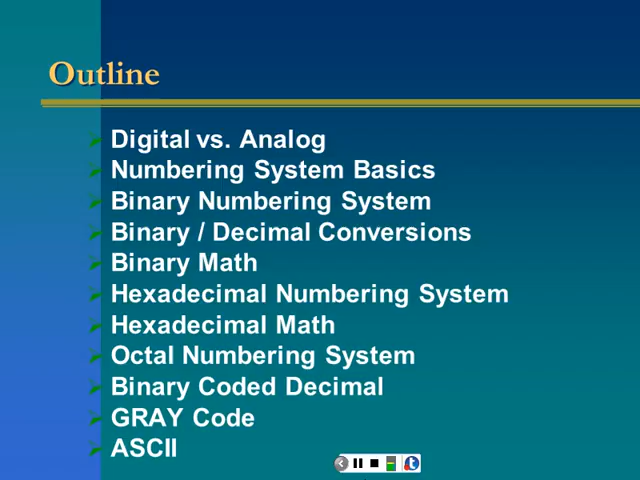 Outline
Digital vs. Analog
Numbering System Basics
Binary Numbering System
Binary / Decimal Conversions
Binary Math
Hexadecimal Numbering System
Hexadecimal Math
Octal Numbering System
Binary Coded Decimal
GRAY Code
ASCII